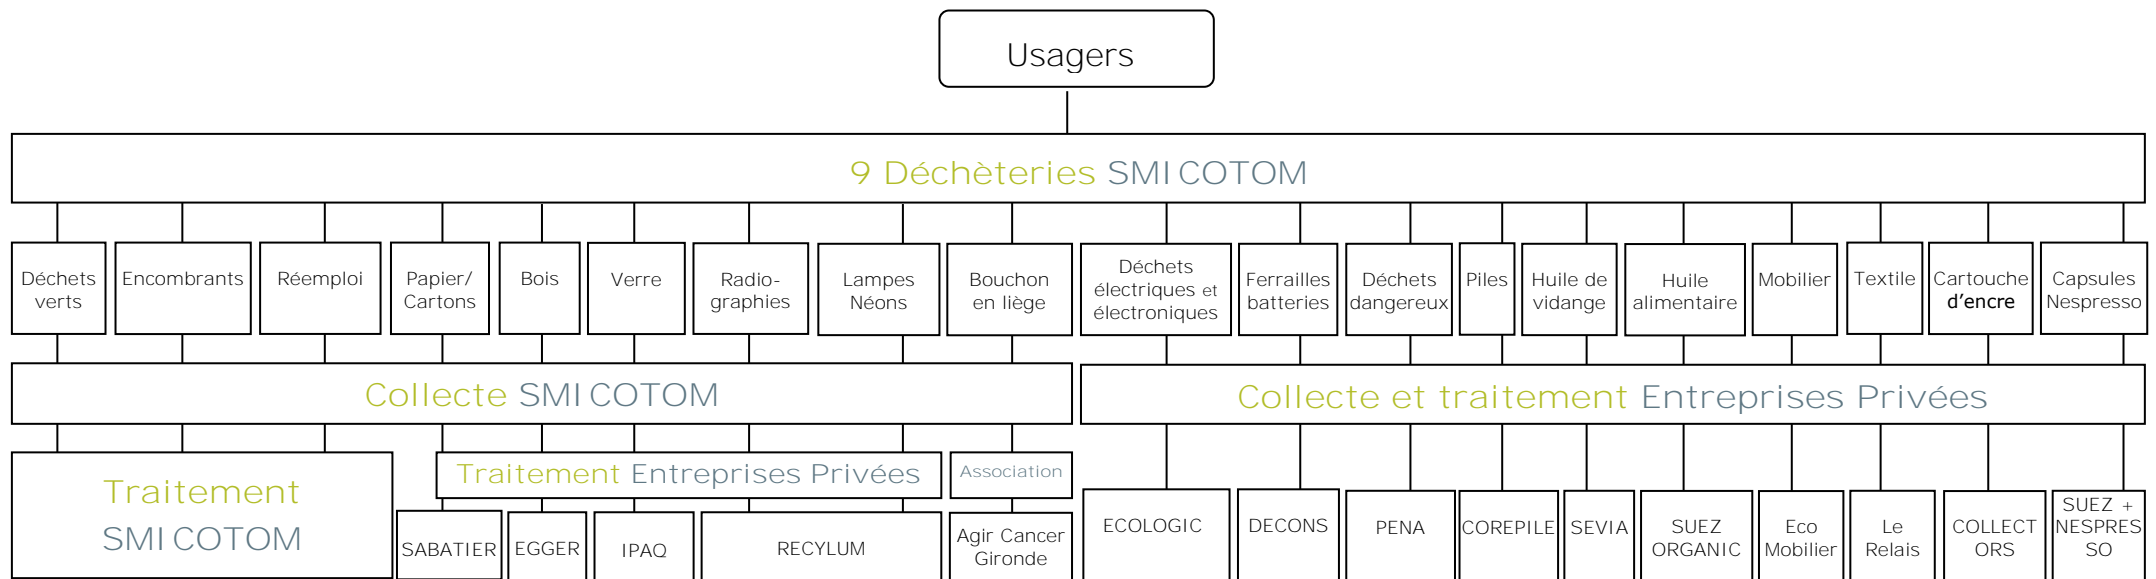 Usagers
9 Déchèteries SMICOTOM
Déchets
verts
Encombrants
Réemploi
Papier/
Cartons
Bois
Verre
Radio-
graphies
Lampes
Néons
Bouchon
en liège
Déchets
électriques et
électroniques
Ferrailles
batteries
Déchets
dangereux
Piles
Huile de
vidange
Huile
alimentaire
Mobilier
Textile
Cartouche
d’encre
Capsules
Nespresso
Collecte SMICOTOM
Collecte et traitement Entreprises Privées
Traitement
SMICOTOM
Traitement Entreprises Privées
Association
SABATIER
EGGER
IPAQ
RECYLUM
Agir Cancer
Gironde
ECOLOGIC
DECONS
PENA
COREPILE
SEVIA
SUEZ
ORGANIC
Eco
Mobilier
Le
Relais
COLLECT
ORS
SUEZ +
NESPRES
SO